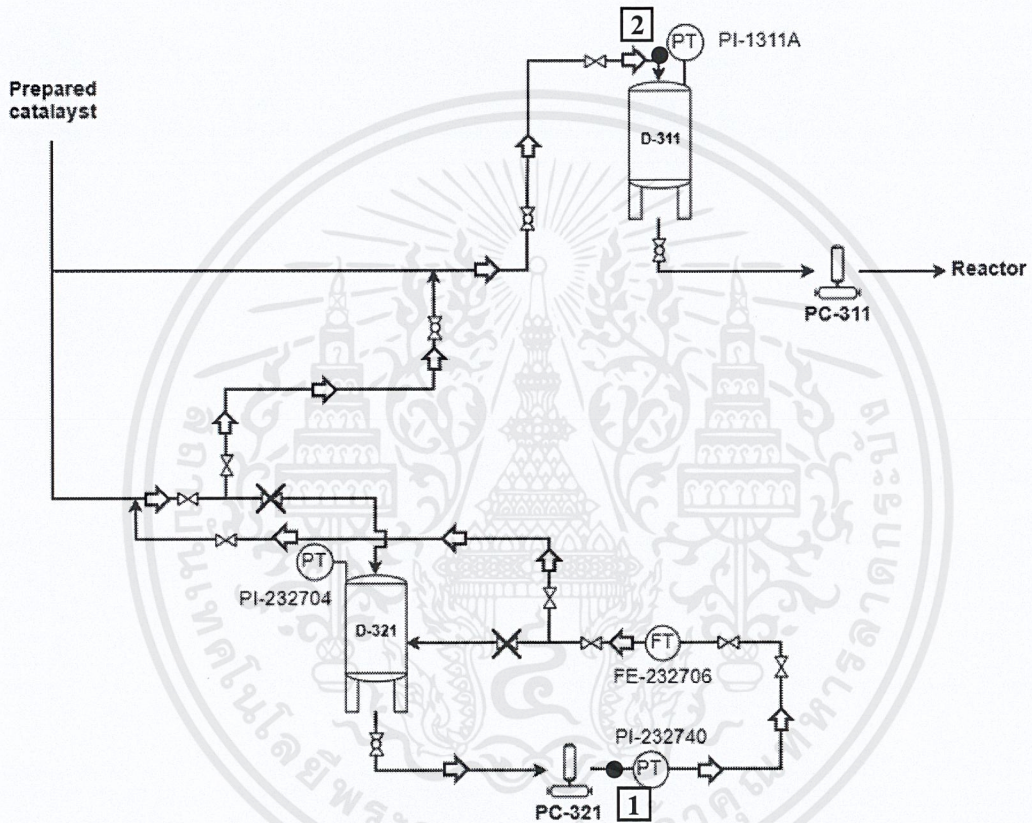 2
PT
PI-1311A
Prepared
catalayst
D-311
Reactor
PC-311
PT
PI-232704
D-321
FT
FE-232706
PI-232740
PT
PC-321
1